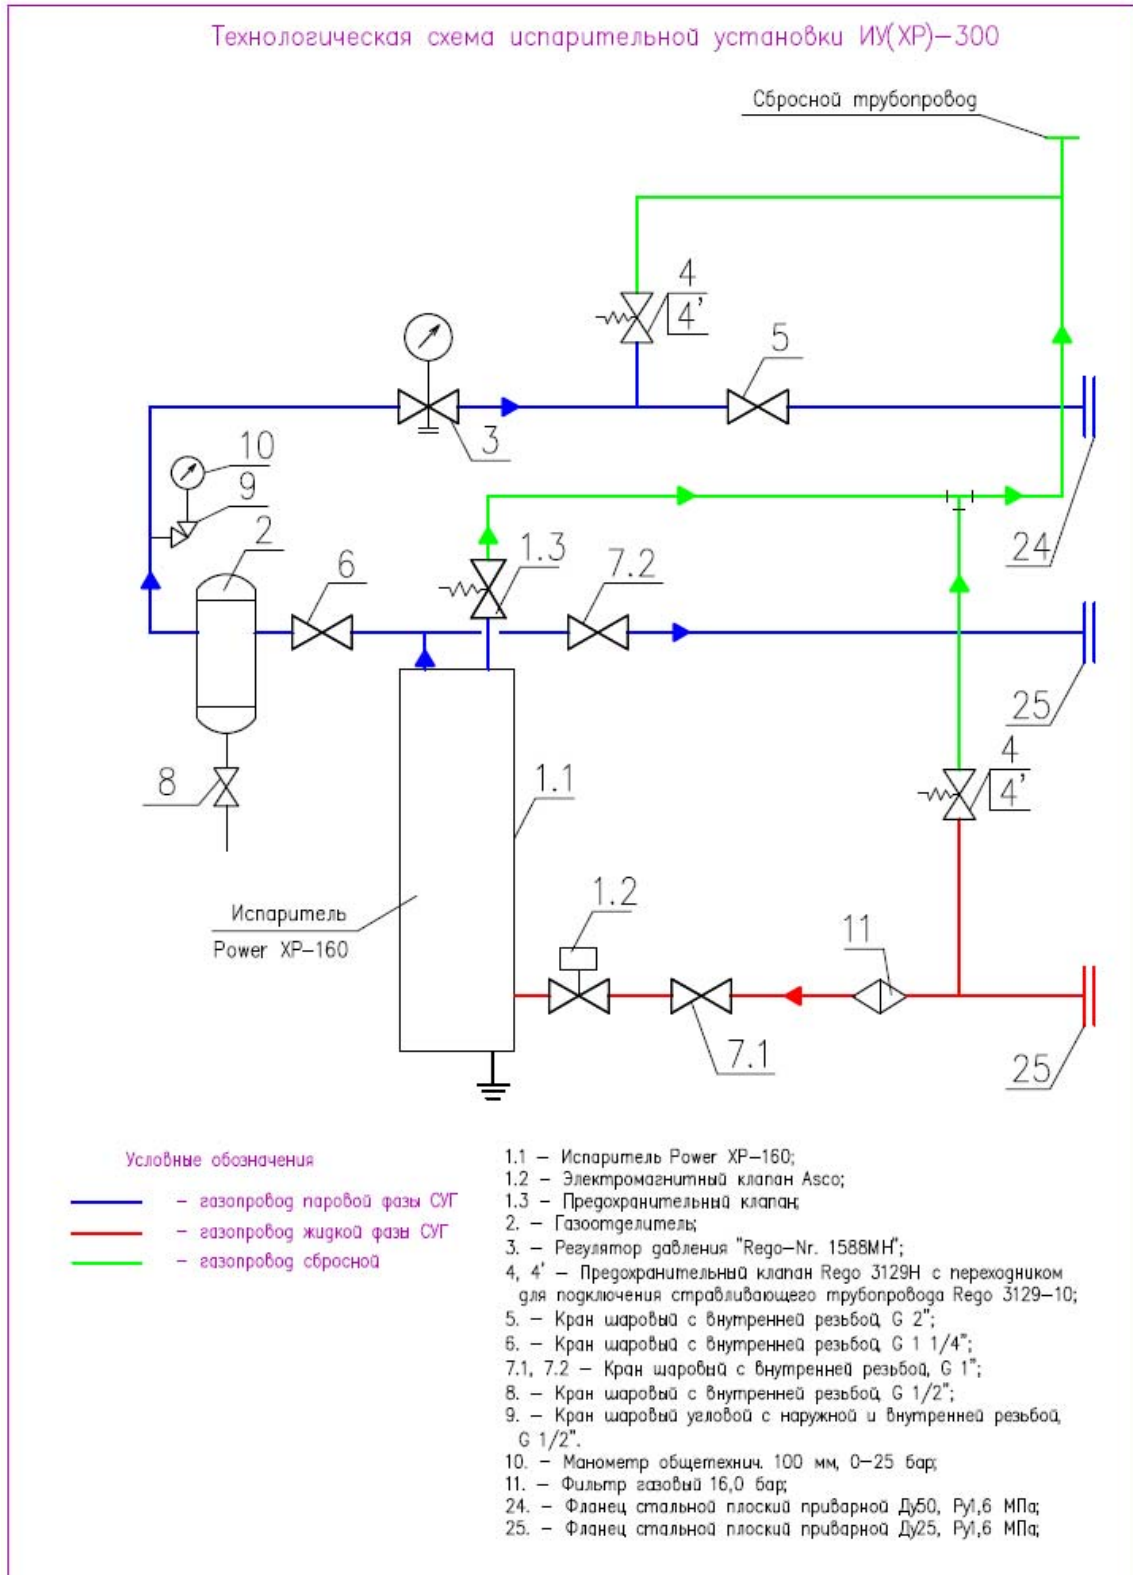 Технологическая схема испарительной установки ИУ(ХР)-300
Сбросной трубопровод
4
4'
5
3
10
9
2
6
1.3
7.2
24
25
8
1.1
4
4'
Испаритель
Power XP-160
1.2
11
7.1
25
Условные обозначения
- газопровод паровой фазы СУГ
- газопровод жидкой фазы СУГ
- газопровод сбросной
1.1 - Испаритель Power XP-160;
1.2 - Электромагнитный клапан Asco;
1.3 - Предохранительный клапан;
2. - Газоотделитель;
3. - Регулятор давления "Rego-Nr. 1588MH";
4, 4' - Предохранительный клапан Rego 3129H с переходником
для подключения стравливающего трубопровода Rego 3129-10;
5. - Кран шаровый с внутренней резьбой, G 2";
6. - Кран шаровый с внутренней резьбой, G 1 1/4";
7.1, 7.2 - Кран шаровый с внутренней резьбой, G 1";
8. - Кран шаровый с внутренней резьбой, G 1/2";
9. - Кран шаровый угловой с наружной и внутренней резьбой,
G 1/2".
10. - Манометр общетехнич. 100 мм, 0-25 бар;
11. - Фильтр газовый 16,0 бар;
24. - Фланец стальной плоский приварной Ду50, Ру1,6 МПа;
25. - Фланец стальной плоский приварной Ду25, Ру1,6 МПа;